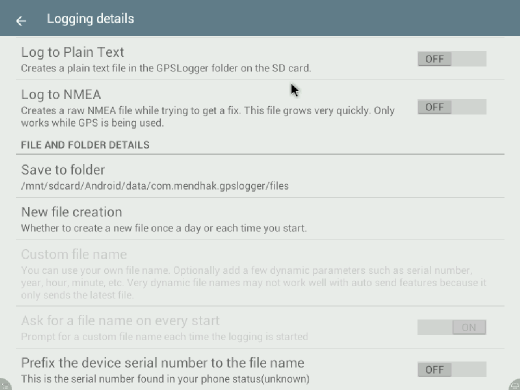 Logging details
Log to Plain Text
Creates a plain text file in the GPSLogger folder on the SD card.
OFF
Log to NMEA
Creates a raw NMEA file while trying to get a fix. This file grows very quickly. Only
works while GPS is being used.
OFF
FILE AND FOLDER DETAILS
Save to folder
/mnt/sdcard/Android/data/com.mendhak.gpslogger/files
New file creation
Whether to create a new file once a day or each time you start.
Custom file name
You can use your own file name. Optionally add a few dynamic parameters such as serial number,
year, hour, minute, etc. Very dynamic file names may not work well with auto send features because it
only sends the latest file.
Ask for a file name on every start
Prompt for a custom file name each time the logging is started
ON
Prefix the device serial number to the file name
This is the serial number found in your phone status(unknown)
OFF